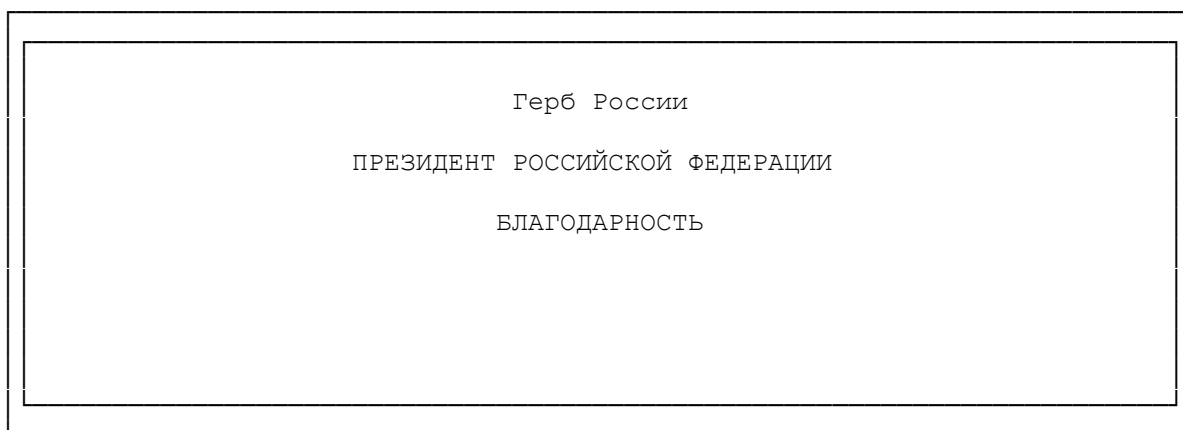 Герб России
ПРЕЗИДЕНТ РОССИЙСКОЙ ФЕДЕРАЦИИ
БЛАГОДАРНОСТЬ